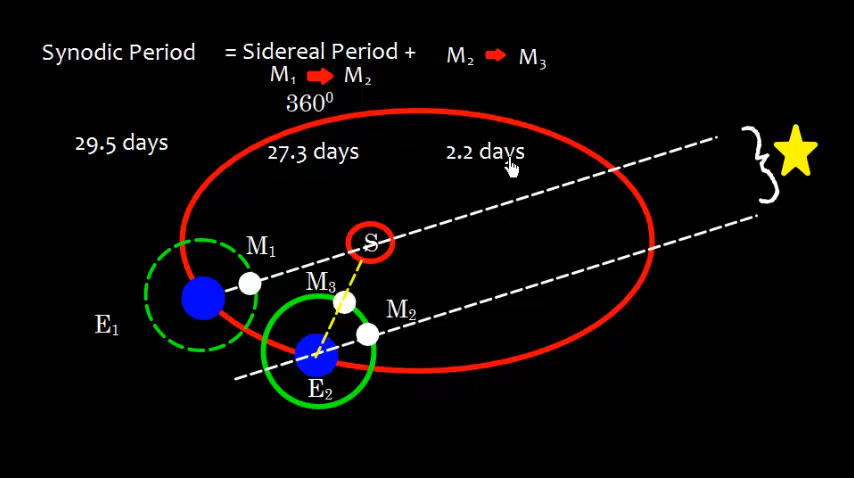 Synodic Period = Sidereal Period + M₂ M₃
M₁ M₂
360⁰
29.5 days 27.3 days 2.2 days
M₁
S
M₃
M₂
E₁
E₂